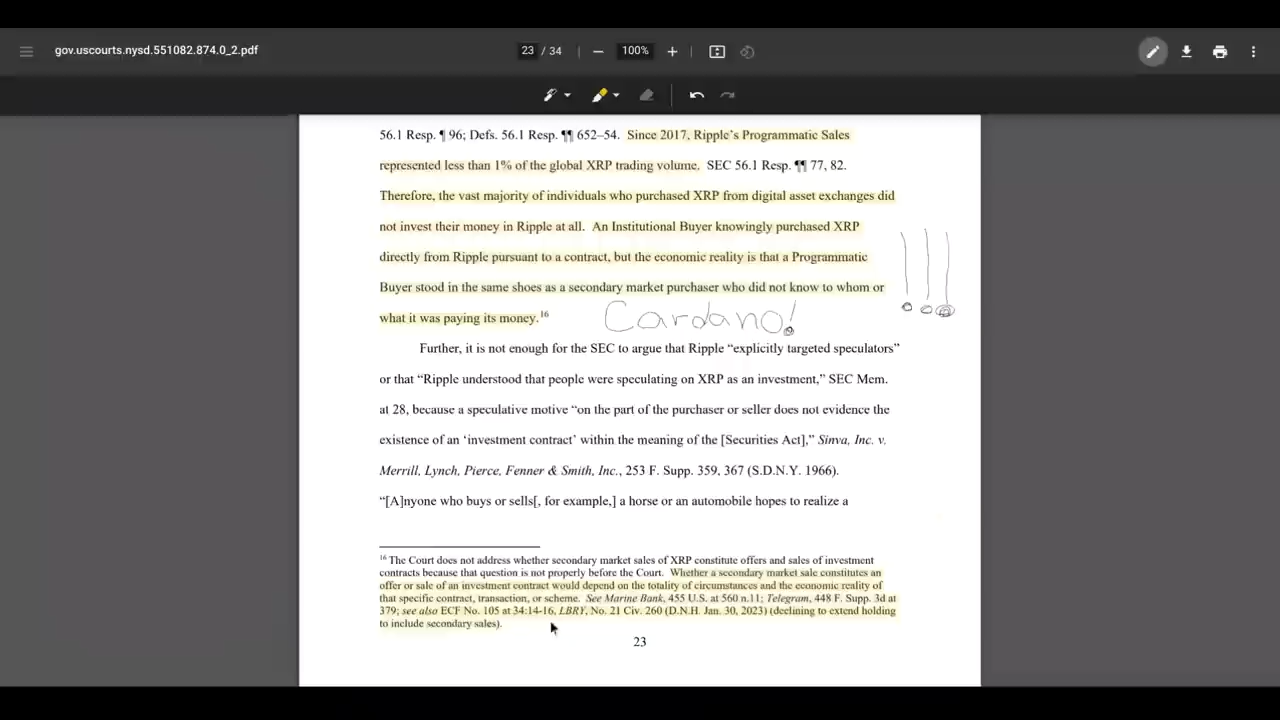 gov.uscourts.nysd.551082.874.0_2.pdf
23 / 34
100%
56.1 Resp. ¶ 96; Defs. 56.1 Resp. ¶¶ 652–54. Since 2017, Ripple’s Programmatic Sales
represented less than 1% of the global XRP trading volume. SEC 56.1 Resp. ¶¶ 77, 82.
Therefore, the vast majority of individuals who purchased XRP from digital asset exchanges did
not invest their money in Ripple at all. An Institutional Buyer knowingly purchased XRP
directly from Ripple pursuant to a contract, but the economic reality is that a Programmatic
Buyer stood in the same shoes as a secondary market purchaser who did not know to whom or
what it was paying its money.16
!!!
Cardano!
Further, it is not enough for the SEC to argue that Ripple “explicitly targeted speculators”
or that “Ripple understood that people were speculating on XRP as an investment,” SEC Mem.
at 28, because a speculative motive “on the part of the purchaser or seller does not evidence the
existence of an ‘investment contract’ within the meaning of the [Securities Act],” Sinva, Inc. v.
Merrill, Lynch, Pierce, Fenner & Smith, Inc., 253 F. Supp. 359, 367 (S.D.N.Y. 1966).
“[A]nyone who buys or sells[, for example,] a horse or an automobile hopes to realize a
16 The Court does not address whether secondary market sales of XRP constitute offers and sales of investment
contracts because that question is not properly before the Court. Whether a secondary market sale constitutes an
offer or sale of an investment contract would depend on the totality of circumstances and the economic reality of
that specific contract, transaction, or scheme. See Marine Bank, 455 U.S. at 560 n.11; Telegram, 448 F. Supp. 3d at
379; see also ECF No. 105 at 34:14-16, LBRY, No. 21 Civ. 260 (D.N.H. Jan. 30, 2023) (declining to extend holding
to include secondary sales).
23